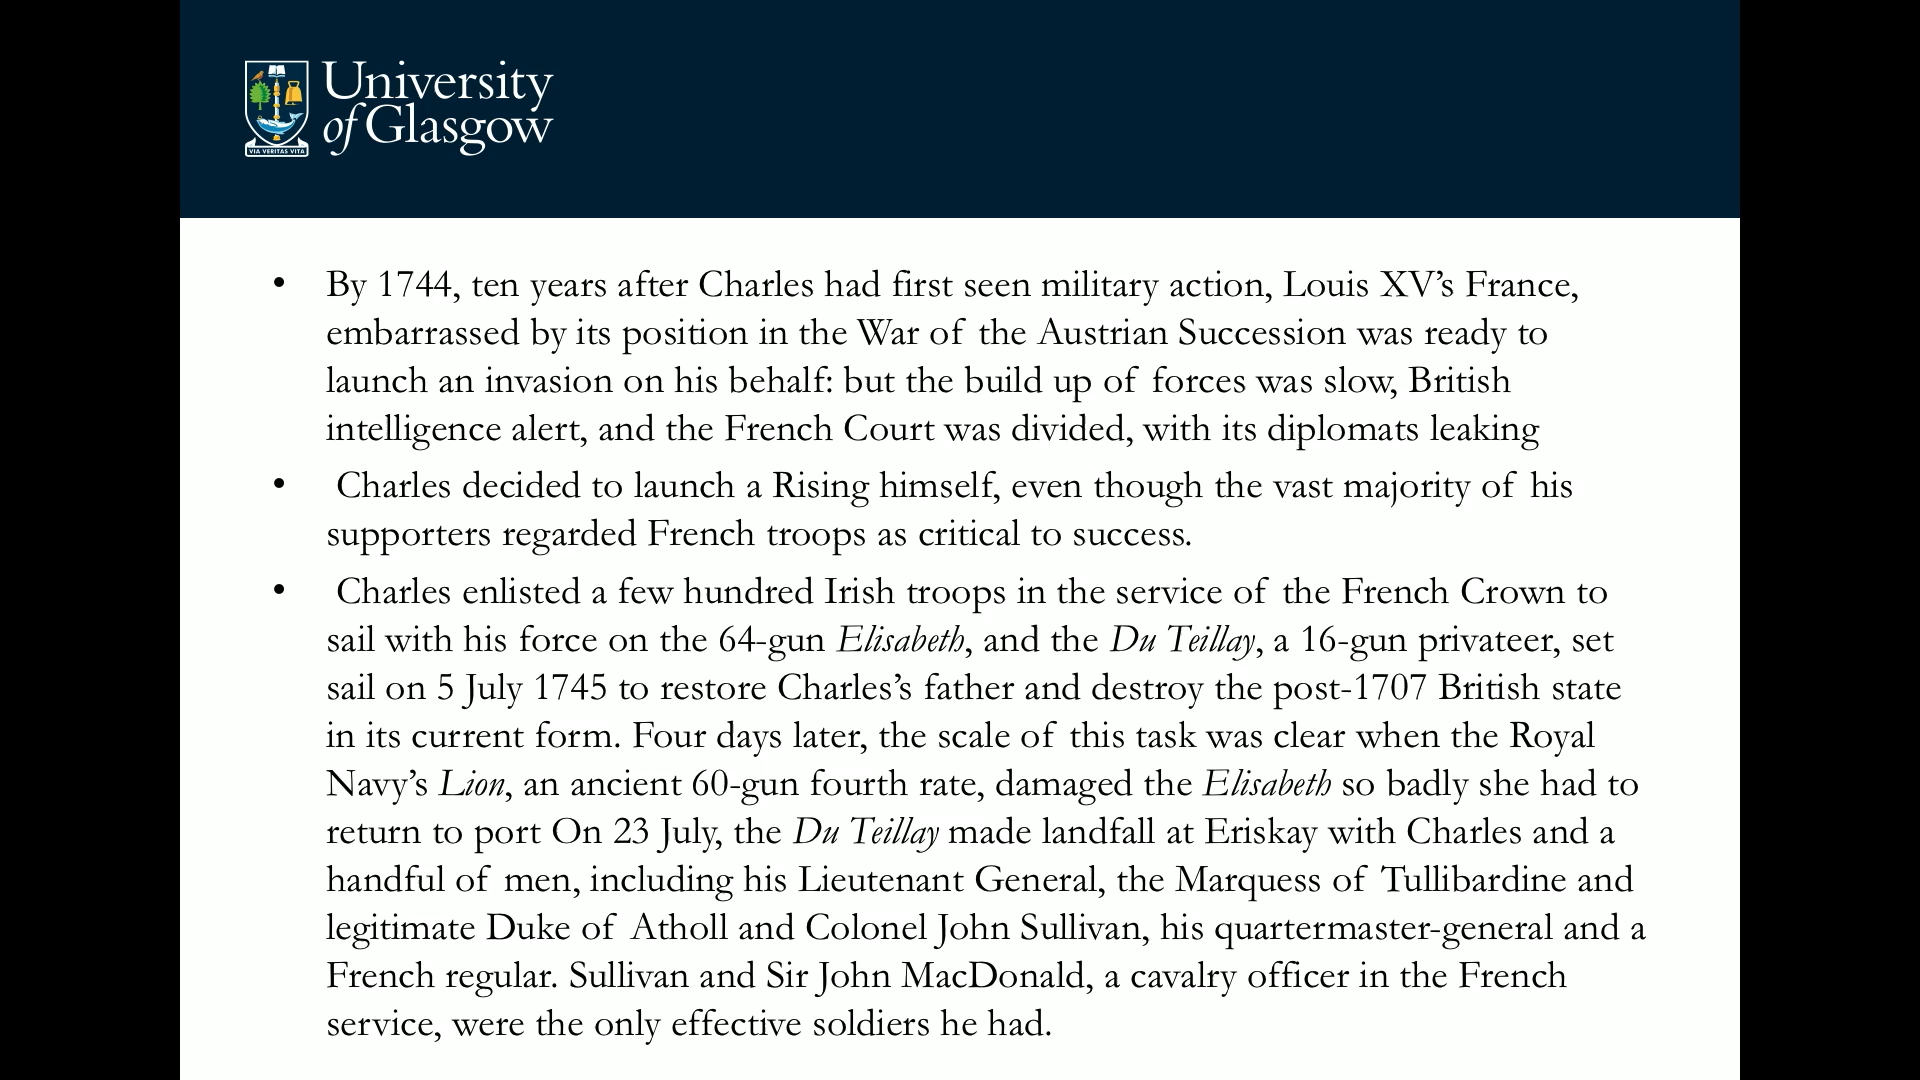 University
of Glasgow
VIA VERITAS VITA
• By 1744, ten years after Charles had first seen military action, Louis XV’s France,
embarrassed by its position in the War of the Austrian Succession was ready to
launch an invasion on his behalf: but the build up of forces was slow, British
intelligence alert, and the French Court was divided, with its diplomats leaking
• Charles decided to launch a Rising himself, even though the vast majority of his
supporters regarded French troops as critical to success.
• Charles enlisted a few hundred Irish troops in the service of the French Crown to
sail with his force on the 64-gun Elisabeth, and the Du Teillay, a 16-gun privateer, set
sail on 5 July 1745 to restore Charles’s father and destroy the post-1707 British state
in its current form. Four days later, the scale of this task was clear when the Royal
Navy’s Lion, an ancient 60-gun fourth rate, damaged the Elisabeth so badly she had to
return to port On 23 July, the Du Teillay made landfall at Eriskay with Charles and a
handful of men, including his Lieutenant General, the Marquess of Tullibardine and
legitimate Duke of Atholl and Colonel John Sullivan, his quartermaster-general and a
French regular. Sullivan and Sir John MacDonald, a cavalry officer in the French
service, were the only effective soldiers he had.